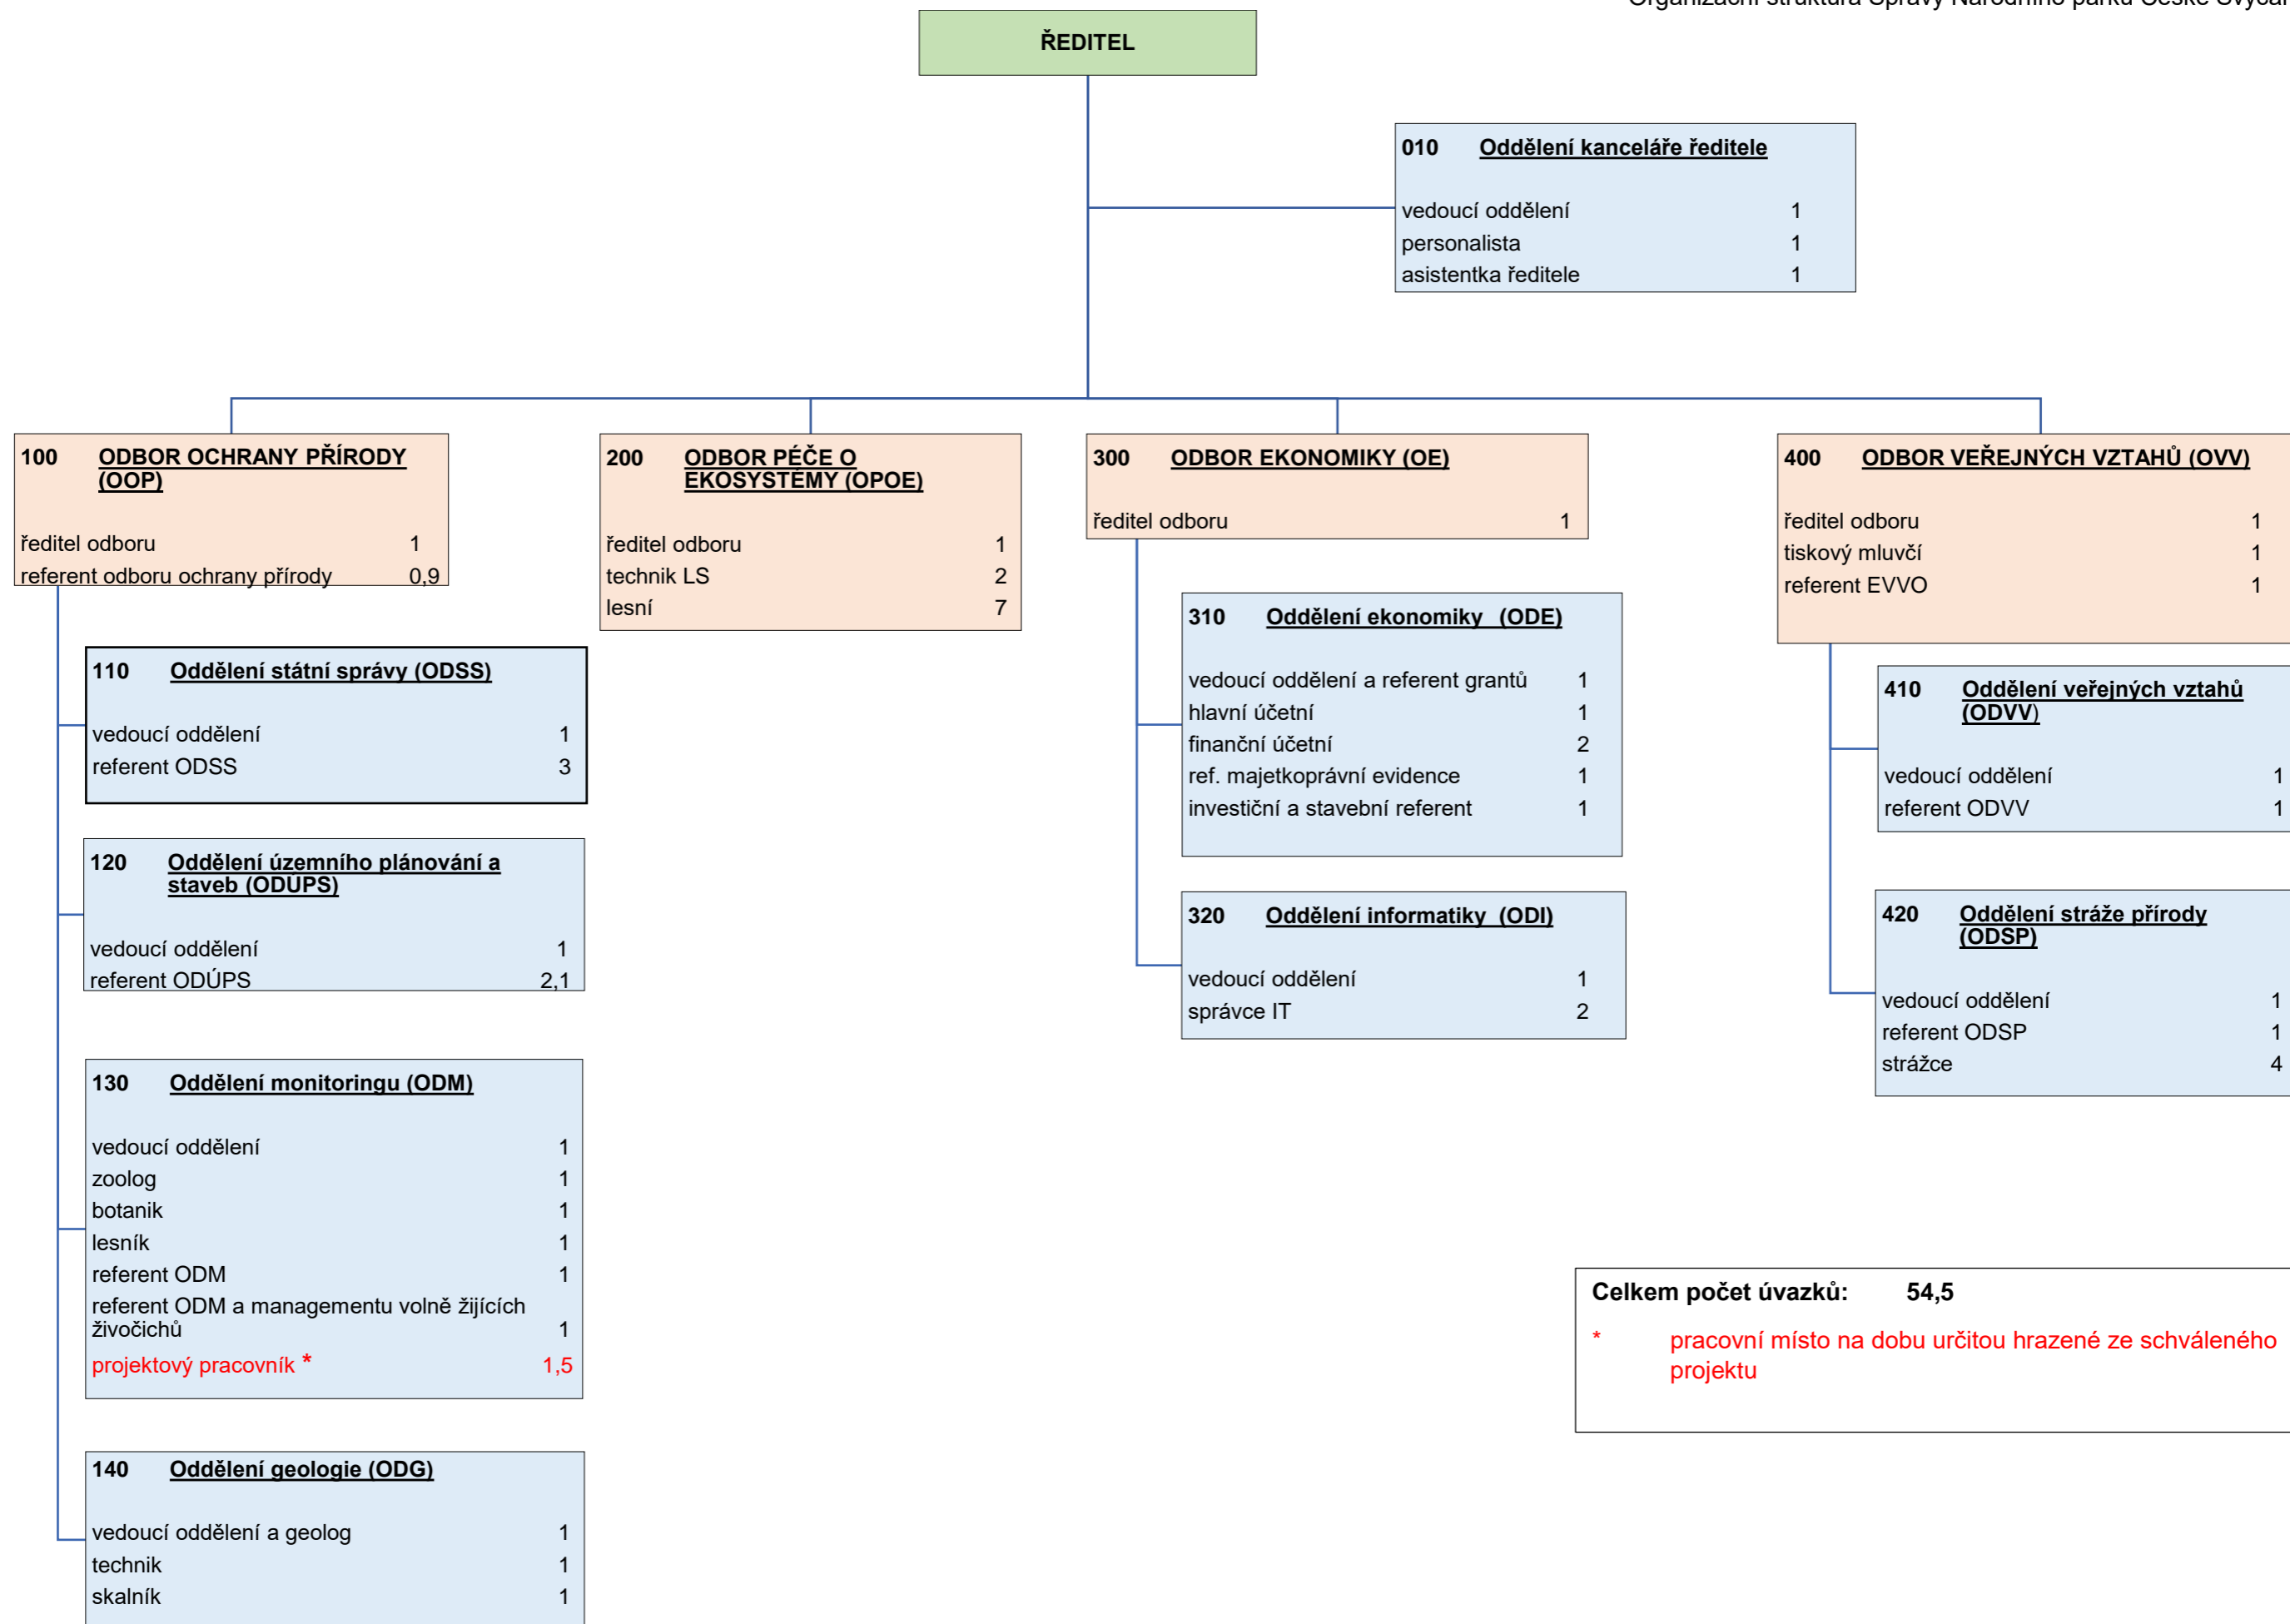 Organizační struktura Správy Národního parku České
ŘEDITEL
010 Oddělení kanceláře ředitele
vedoucí oddělení 1
personalista 1
asistentka ředitele 1
100 ODBOR OCHRANY PŘÍRODY
(OOP)
ředitel odboru 1
referent odboru ochrany přírody 0,9
110 Oddělení státní správy (ODSS)
vedoucí oddělení 1
referent ODSS 3
120 Oddělení územního plánování a
staveb (ODÚPS)
vedoucí oddělení 1
referent ODÚPS 2,1
130 Oddělení monitoringu (ODM)
vedoucí oddělení 1
zoolog 1
botanik 1
lesník 1
referent ODM 1
referent ODM a managementu volně žijících
živočichů 1
projektový pracovník * 1,5
140 Oddělení geologie (ODG)
vedoucí oddělení a geolog 1
technik 1
skalník 1
200 ODBOR PÉČE O
EKOSYSTÉMY (OPOE)
ředitel odboru 1
technik LS 2
lesní 7
300 ODBOR EKONOMIKY (OE)
ředitel odboru 1
310 Oddělení ekonomiky (ODE)
vedoucí oddělení a referent grantů 1
hlavní účetní 1
finanční účetní 2
ref. majetkoprávní evidence 1
investiční a stavební referent 1
320 Oddělení informatiky (ODI)
vedoucí oddělení 1
správce IT 2
400 ODBOR VEŘEJNÝCH VZTAHŮ (OVV)
ředitel odboru 1
tiskový mluvčí 1
referent EVVO 1
410 Oddělení veřejných vztahů
(ODVV)
vedoucí oddělení 1
referent ODVV 1
420 Oddělení stráže přírody
(ODSP)
vedoucí oddělení 1
referent ODSP 1
strážce 4
Celkem počet úvazků: 54,5
* pracovní místo na dobu určitou hrazené ze schváleného
projektu